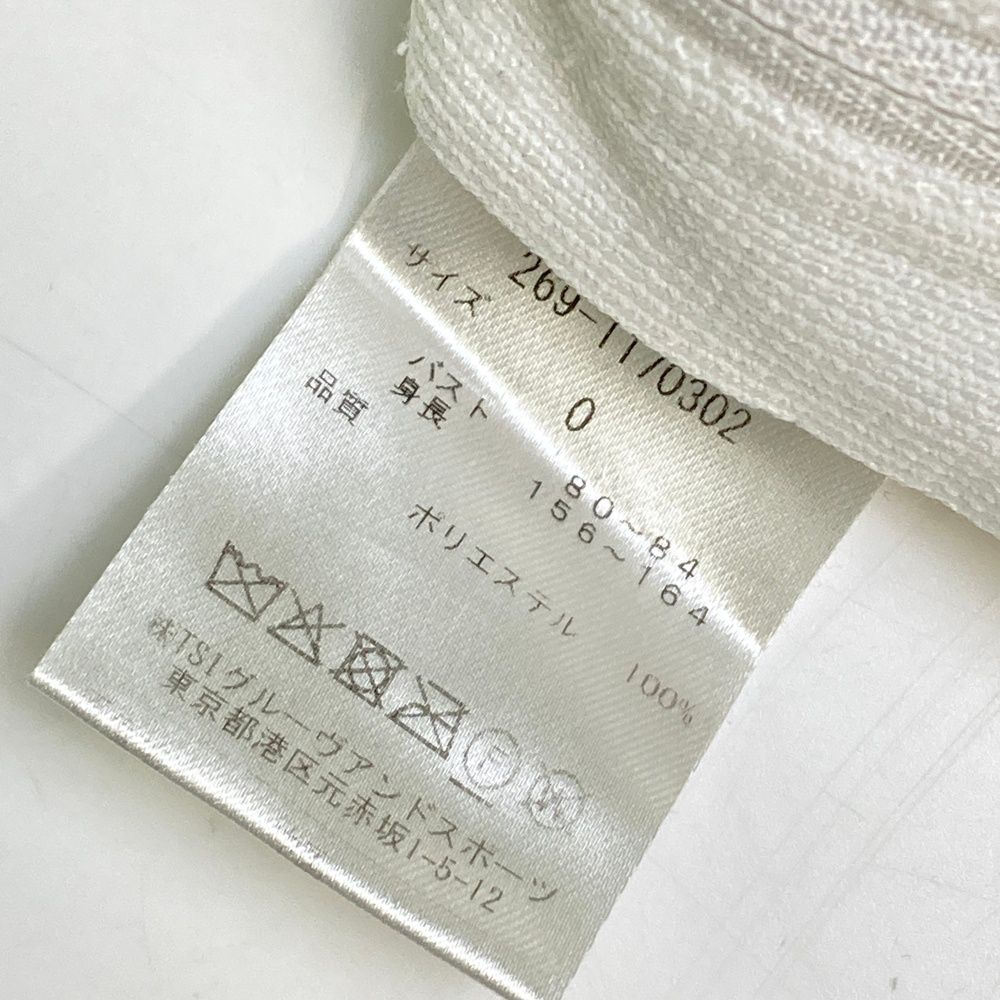 269-1170302
サイズ 0
バスト 80~84
身長 156~164
品質
ポリエステル 100%
F
㈱TSIグルーヴアンドスポーツ
東京都港区元赤坂1-5-12